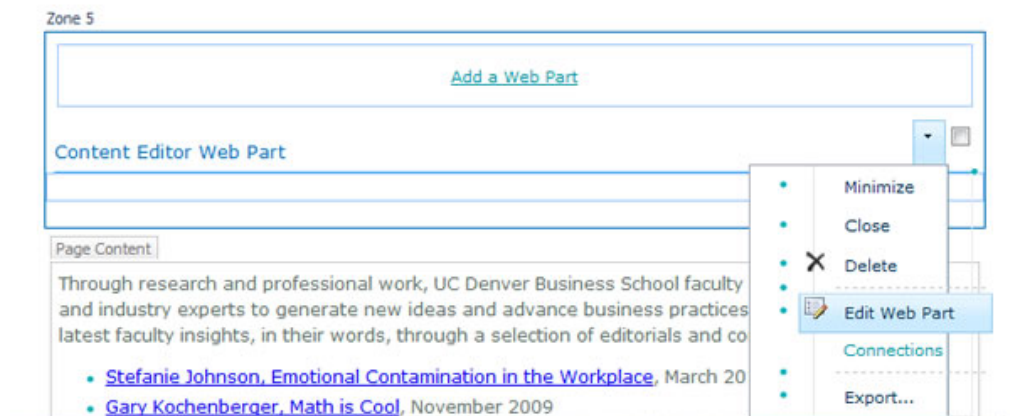 Zone 5
Add a Web Part
Content Editor Web Part
Minimize
Close
Delete
Edit Web Part
Connections
Export...
Page Content
Through research and professional work, UC Denver Business School faculty
and industry experts to generate new ideas and advance business practices
latest faculty insights, in their words, through a selection of editorials and co
Stefanie Johnson, Emotional Contamination in the Workplace, March 20
Gary Kochenberger, Math is Cool, November 2009